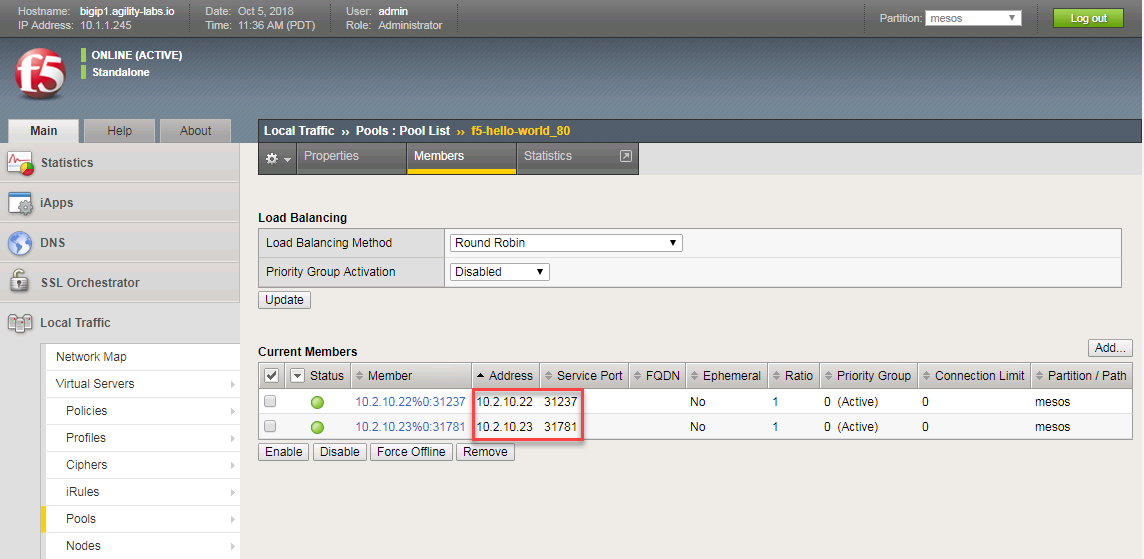 Hostname: bigip1.agility-labs.io Date: Oct 5, 2018 User: admin
IP Address: 10.1.1.245 Time: 11:36 AM (PDT) Role: Administrator
Partition: mesos Log out
f5 ONLINE (ACTIVE)
Standalone
Main Help About
Local Traffic ›› Pools : Pool List ›› f5-hello-world_80
Properties Members Statistics
Statistics
iApps
DNS
SSL Orchestrator
Local Traffic
Network Map
Virtual Servers
Policies
Profiles
Ciphers
iRules
Pools
Nodes
Load Balancing
Load Balancing Method Round Robin
Priority Group Activation Disabled
Update
Current Members Add...
Status Member Address Service Port FQDN Ephemeral Ratio Priority Group Connection Limit Partition / Path
10.2.10.22%0:31237 10.2.10.22 31237 No 1 0 (Active) 0 mesos
10.2.10.23%0:31781 10.2.10.23 31781 No 1 0 (Active) 0 mesos
Enable Disable Force Offline Remove